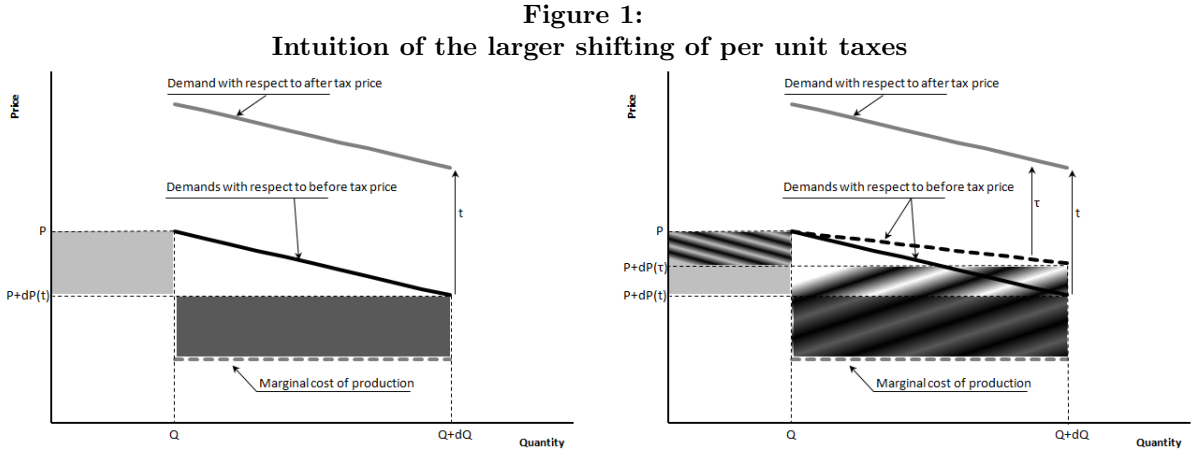 Figure 1:
Intuition of the larger shifting of per unit taxes
Price
Demand with respect to after tax price
Demands with respect to before tax price
t
P
P+dP(t)
Marginal cost of production
Q
Q+dQ
Quantity
Price
Demand with respect to after tax price
Demands with respect to before tax price
τ
t
P
P+dP(τ)
P+dP(t)
Marginal cost of production
Q
Q+dQ
Quantity